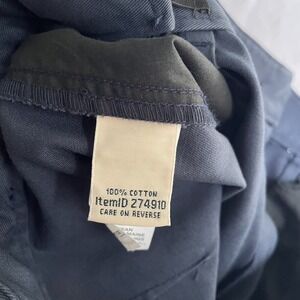 100% COTTON
ItemID 274910
CARE ON REVERSE